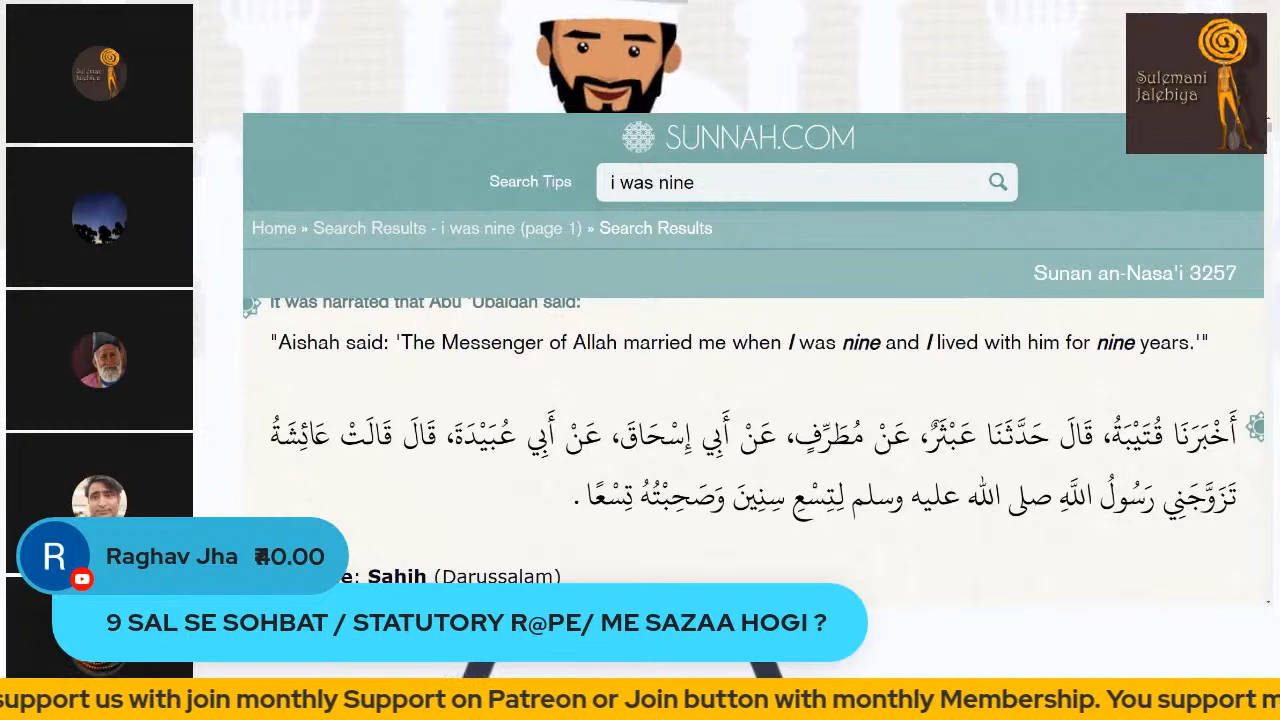 Sulemani
Jalebiya
Sulemani
Jalebiya
SUNNAH.COM
Search Tips
i was nine
Home » Search Results - i was nine (page 1) » Search Results
Sunan an-Nasa'i 3257
It was narrated that Abu 'Ubaidah said:
"Aishah said: 'The Messenger of Allah married me when I was nine and I lived with him for nine years.'"
أَخْبَرَنَا قُتَيْبَةُ، قَالَ حَدَّثَنَا عَبْثَرٌ، عَنْ مُطَرِّفٍ، عَنْ أَبِي إِسْحَاقَ، عَنْ أَبِي عُبَيْدَةَ، قَالَ قَالَتْ عَائِشَةُ
تَزَوَّجَنِي رَسُولُ اللَّهِ صلى الله عليه وسلم لِتِسْعِ سِنِينَ وَصَحِبْتُهُ تِسْعًا .
e: Sahih (Darussalam)
R
Raghav Jha ₹40.00
9 SAL SE SOHBAT / STATUTORY R@PE/ ME SAZAA HOGI ?
support us with join monthly Support on Patreon or Join button with monthly Membership. You support m